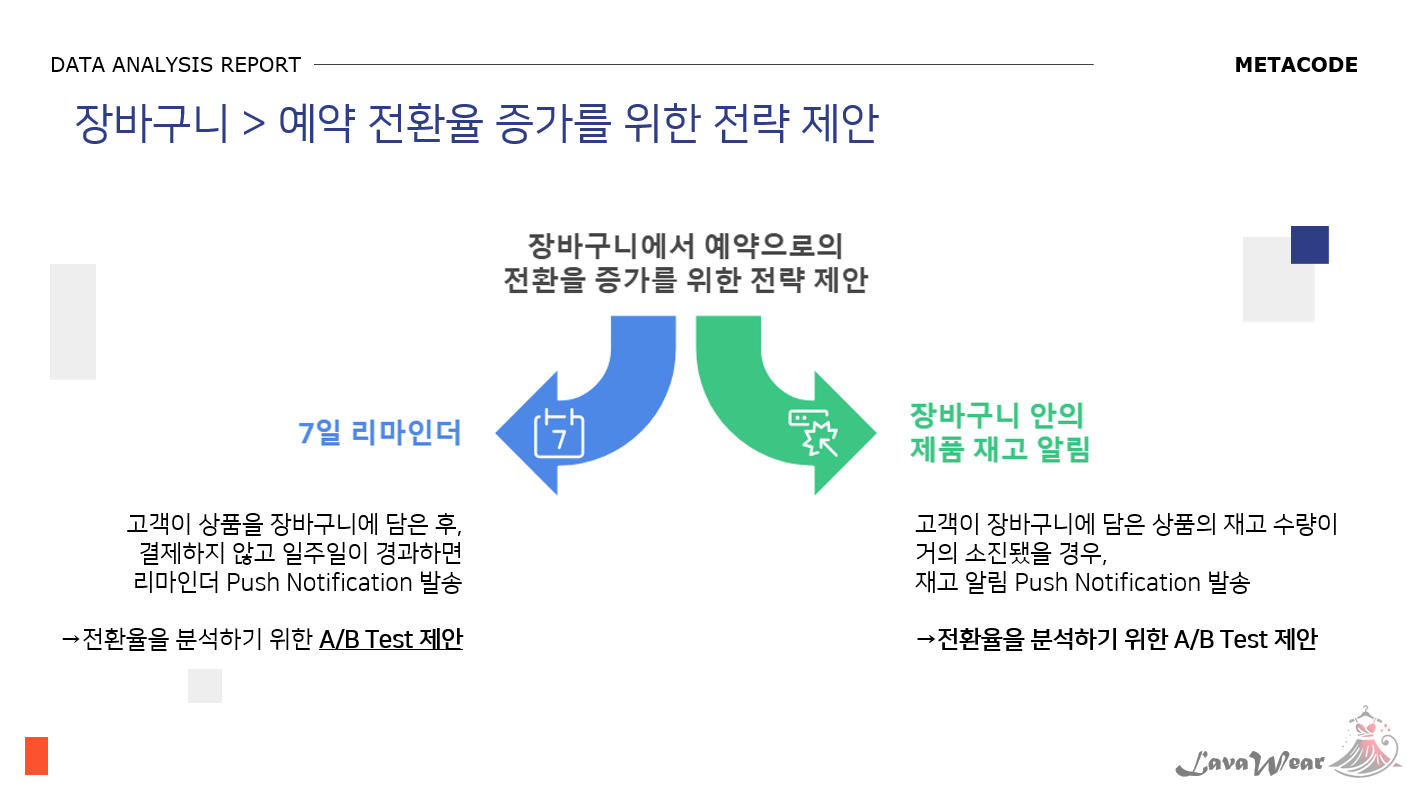 DATA ANALYSIS REPORT
METACODE
장바구니 > 예약 전환율 증가를 위한 전략 제안
장바구니에서 예약으로의
전환율 증가를 위한 전략 제안
7
7일 리마인더
고객이 상품을 장바구니에 담은 후,
결제하지 않고 일주일이 경과하면
리마인더 Push Notification 발송
→전환율을 분석하기 위한 A/B Test 제안
장바구니 안의
제품 재고 알림
고객이 장바구니에 담은 상품의 재고 수량이
거의 소진됐을 경우,
재고 알림 Push Notification 발송
→전환율을 분석하기 위한 A/B Test 제안
LavaWear